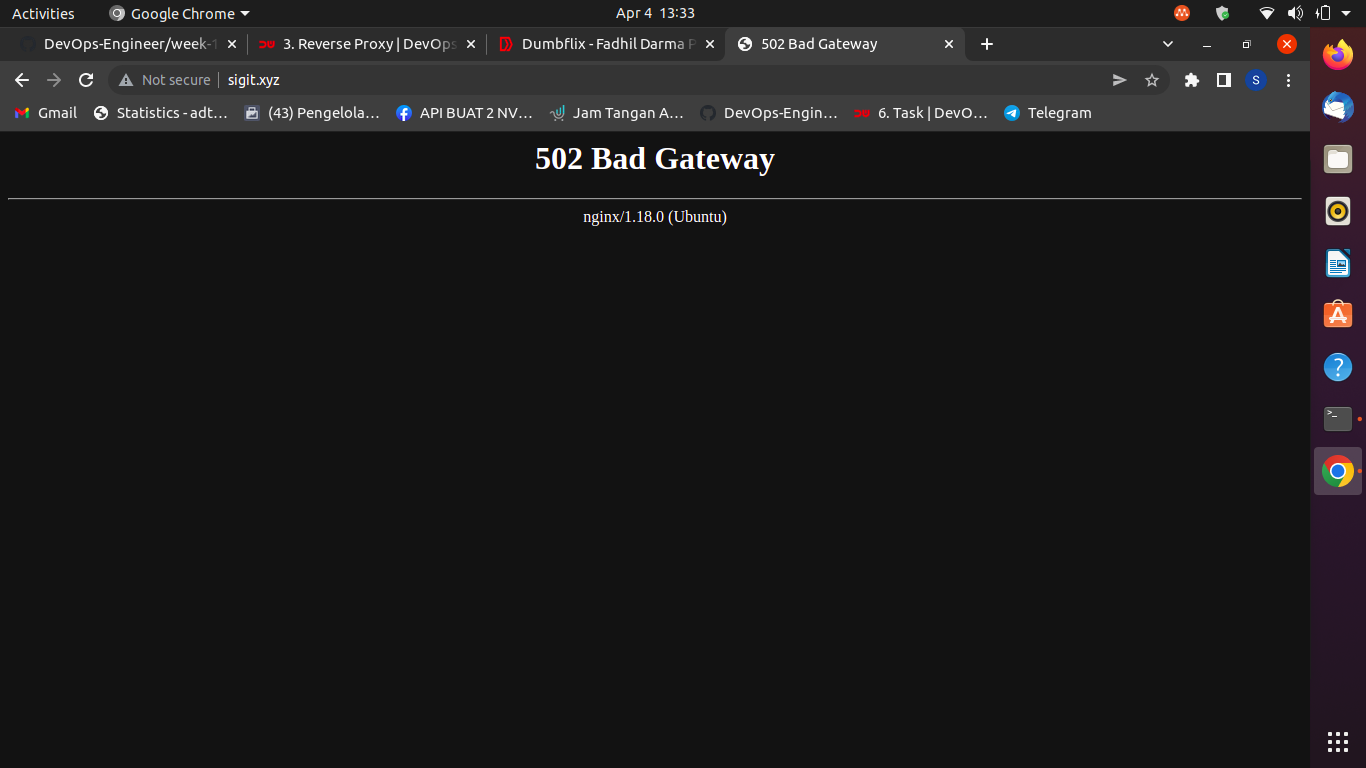 Activities
Google Chrome
Apr 4 13:33
DevOps-Engineer/week-1
3. Reverse Proxy | DevOps
Dumbflix - Fadhil Darma P
502 Bad Gateway
Not secure
sigit.xyz
S
Gmail
Statistics - adt...
(43) Pengelola...
API BUAT 2 NV...
Jam Tangan A...
DevOps-Engin...
6. Task | DevO...
Telegram
502 Bad Gateway
nginx/1.18.0 (Ubuntu)